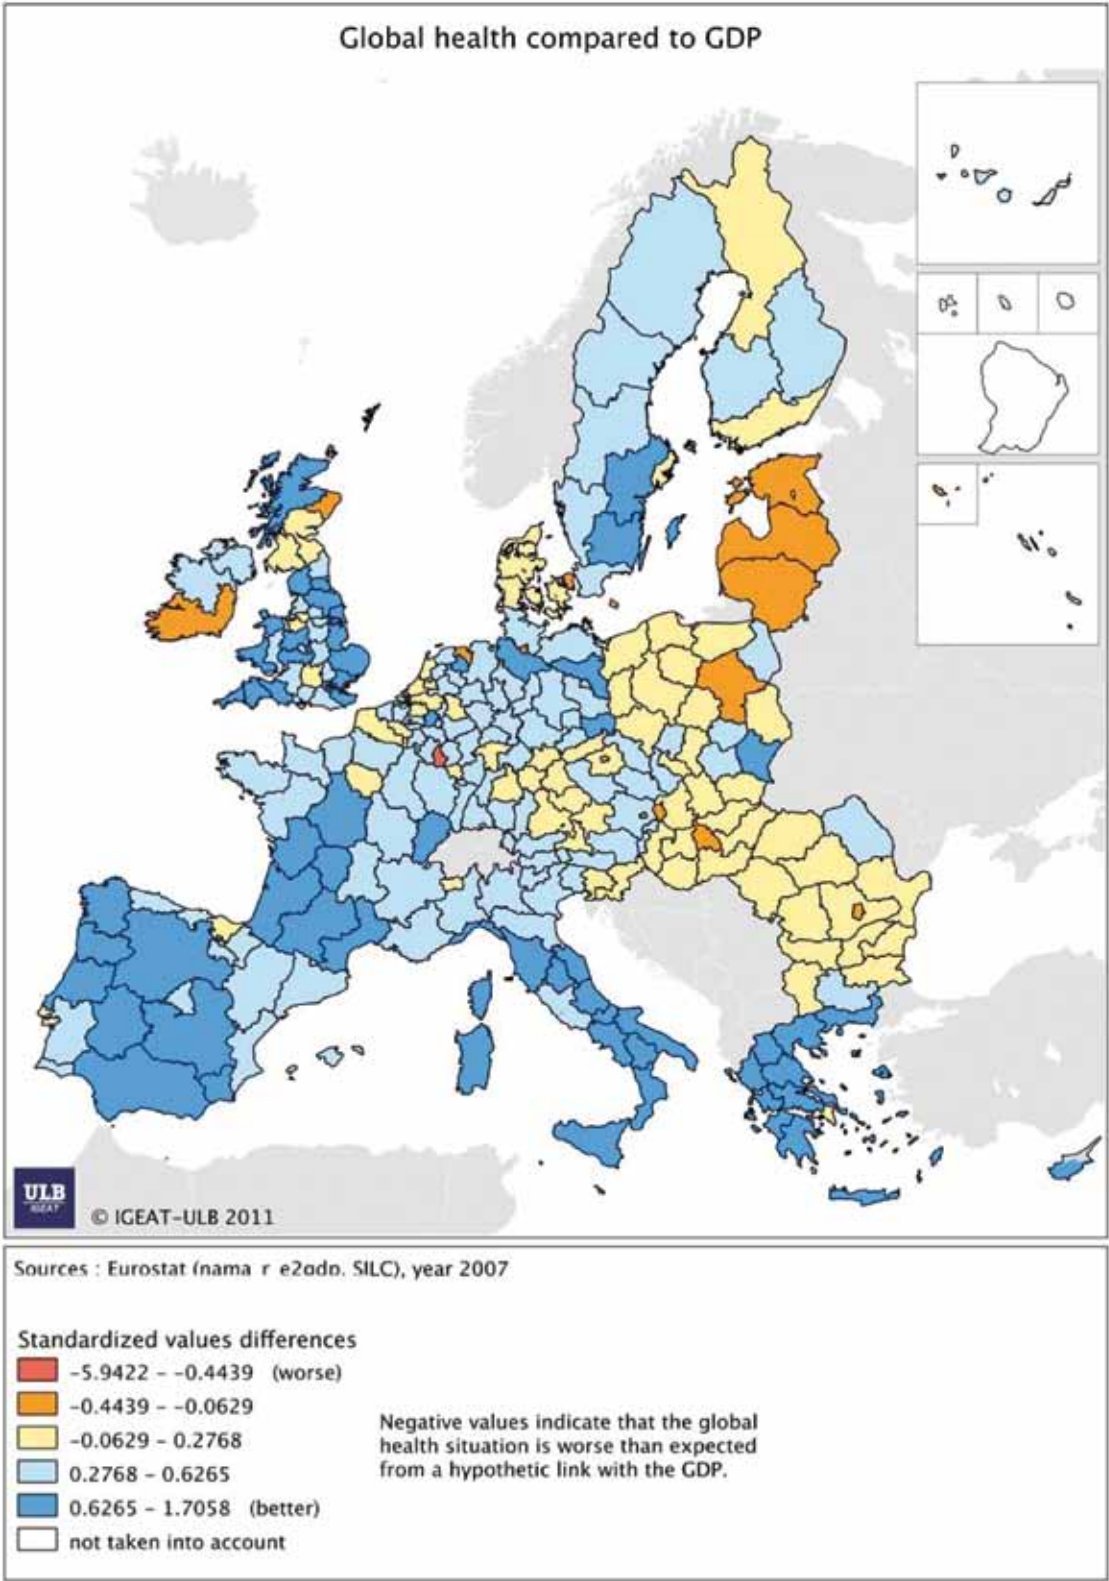 Global health compared to GDP
ULB
IGEAT
© IGEAT-ULB 2011
Sources : Eurostat (nama_r_e2gdp, SILC), year 2007
Standardized values differences
-5.9422 - -0.4439 (worse)
-0.4439 - -0.0629
-0.0629 - 0.2768
0.2768 - 0.6265
0.6265 - 1.7058 (better)
not taken into account
Negative values indicate that the global
health situation is worse than expected
from a hypothetic link with the GDP.